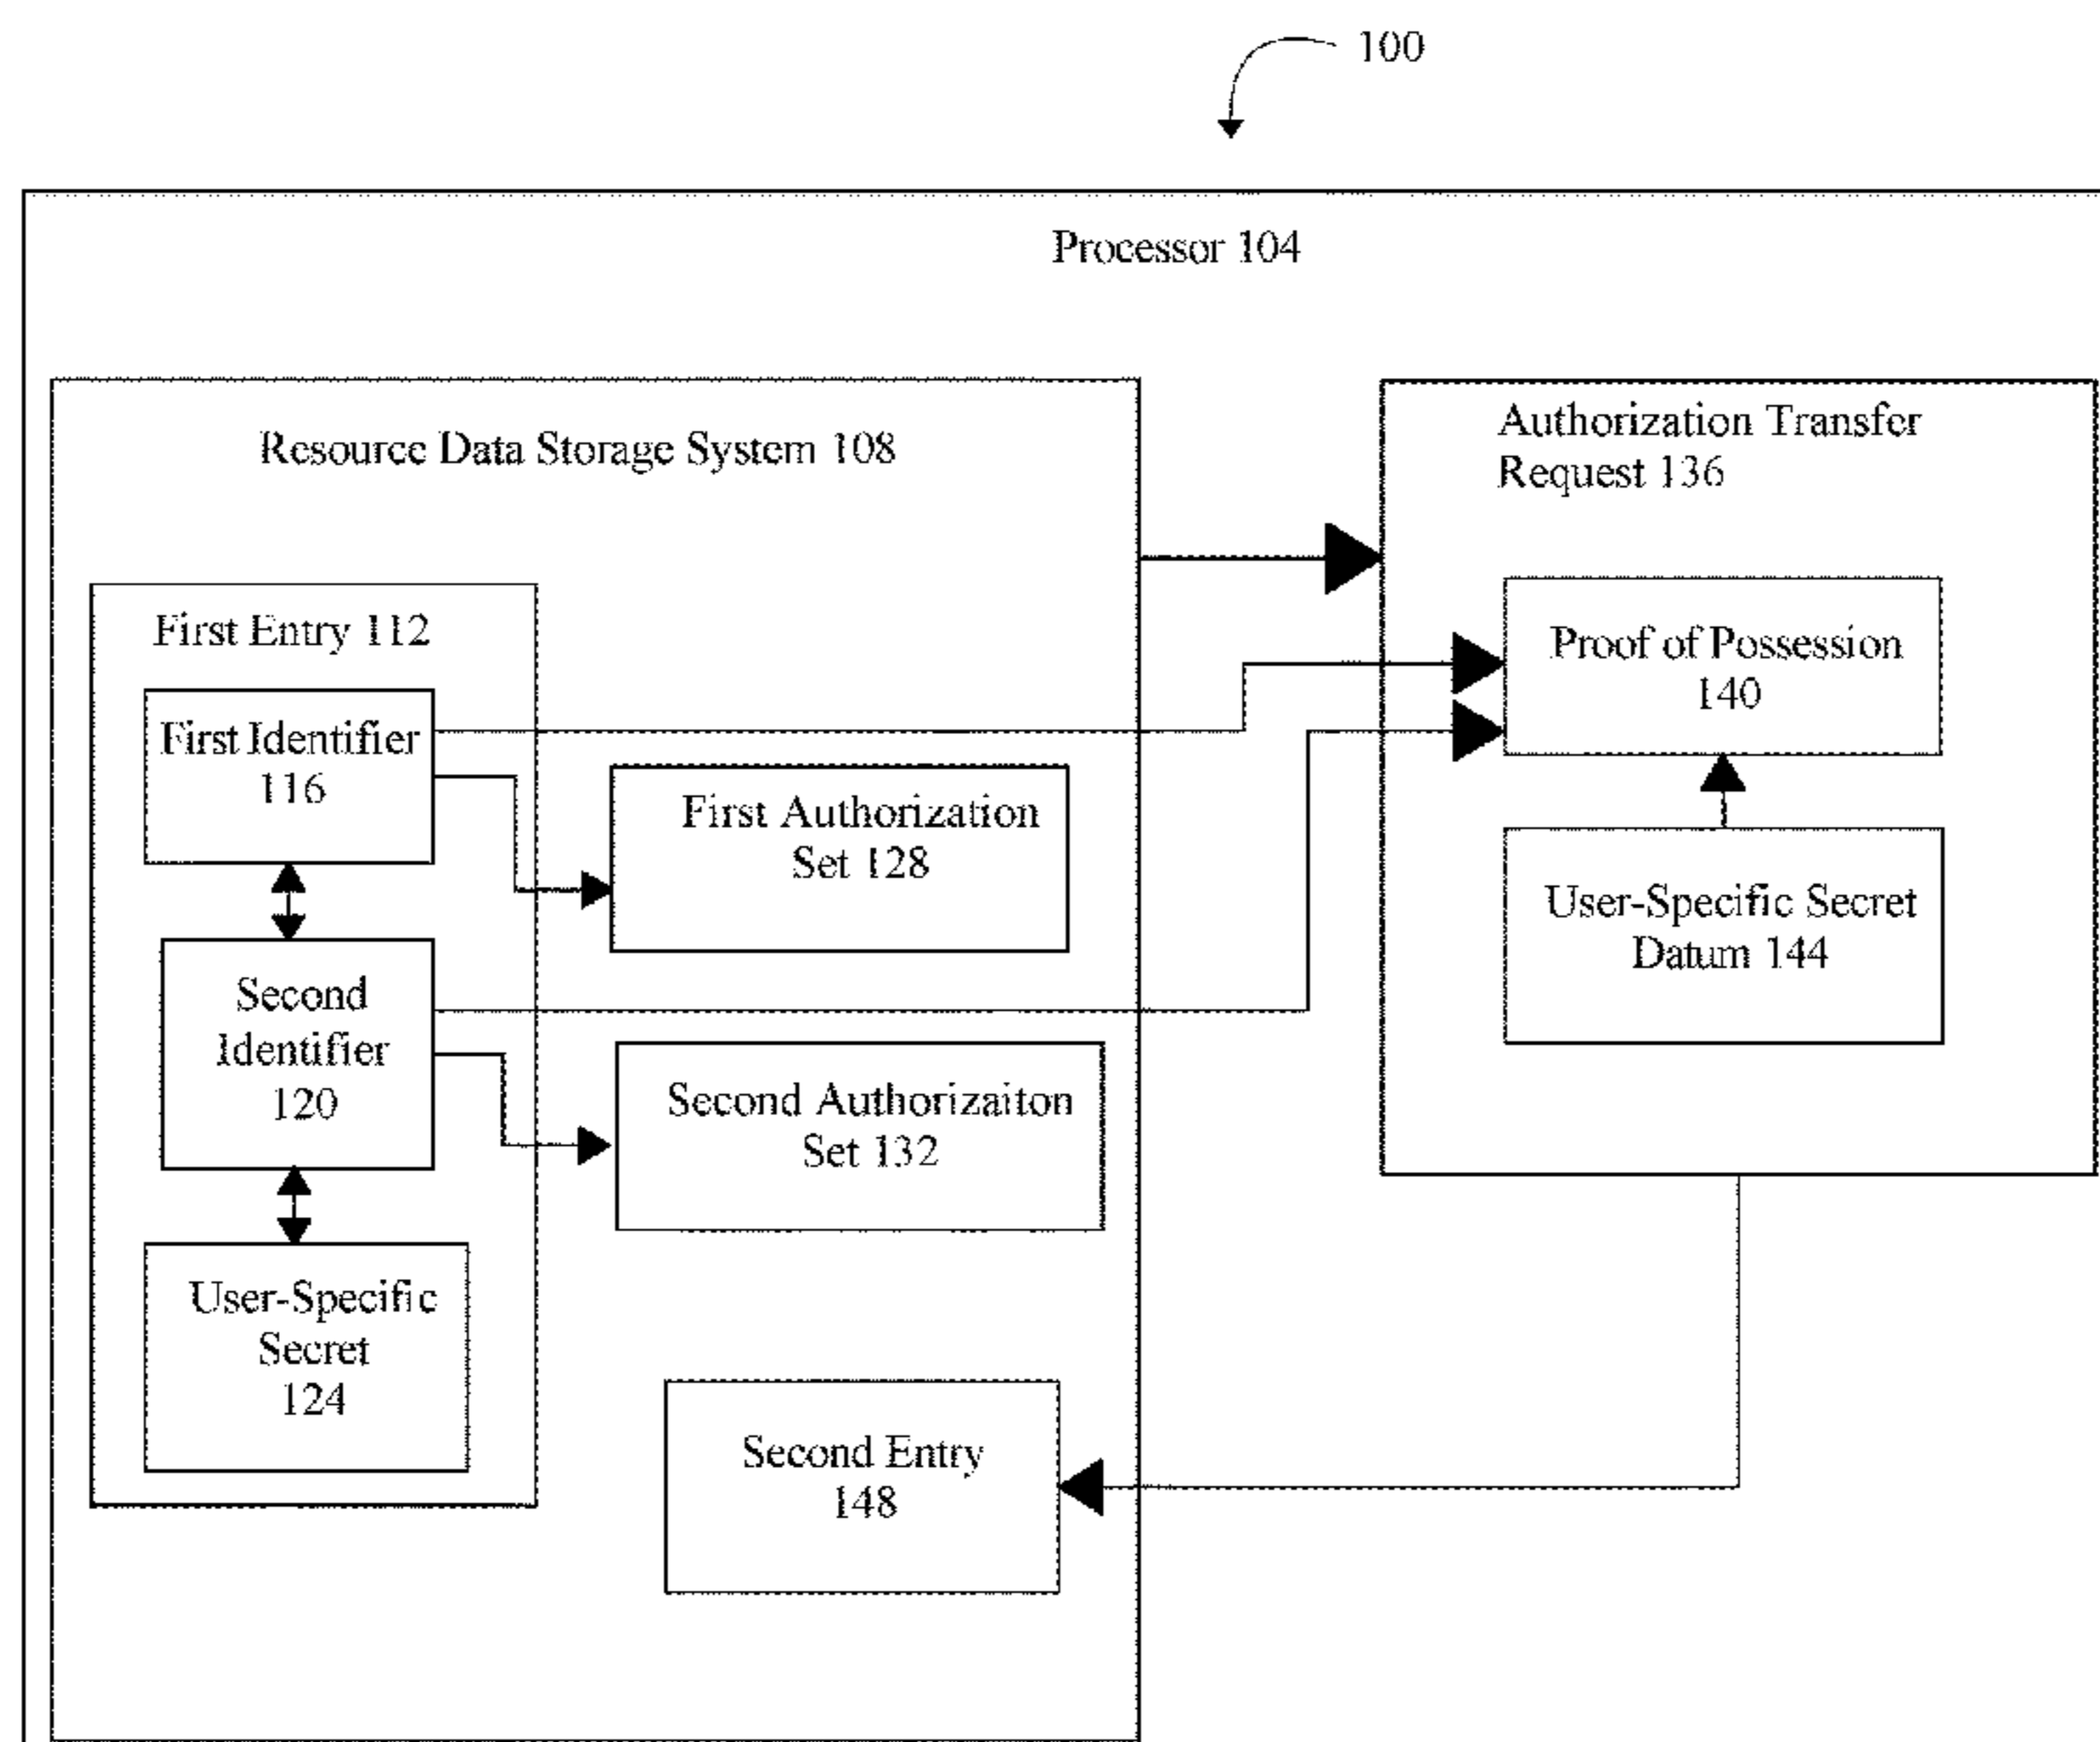 100
Processor 104
Resource Data Storage System 108
Authorization Transfer
Request 136
First Entry 112
Proof of Possession
140
First Identifier
116
First Authorization
Set 128
User-Specific Secret
Datum 144
Second
Identifier
120
Second Authorizaiton
Set 132
User-Specific
Secret
124
Second Entry
148